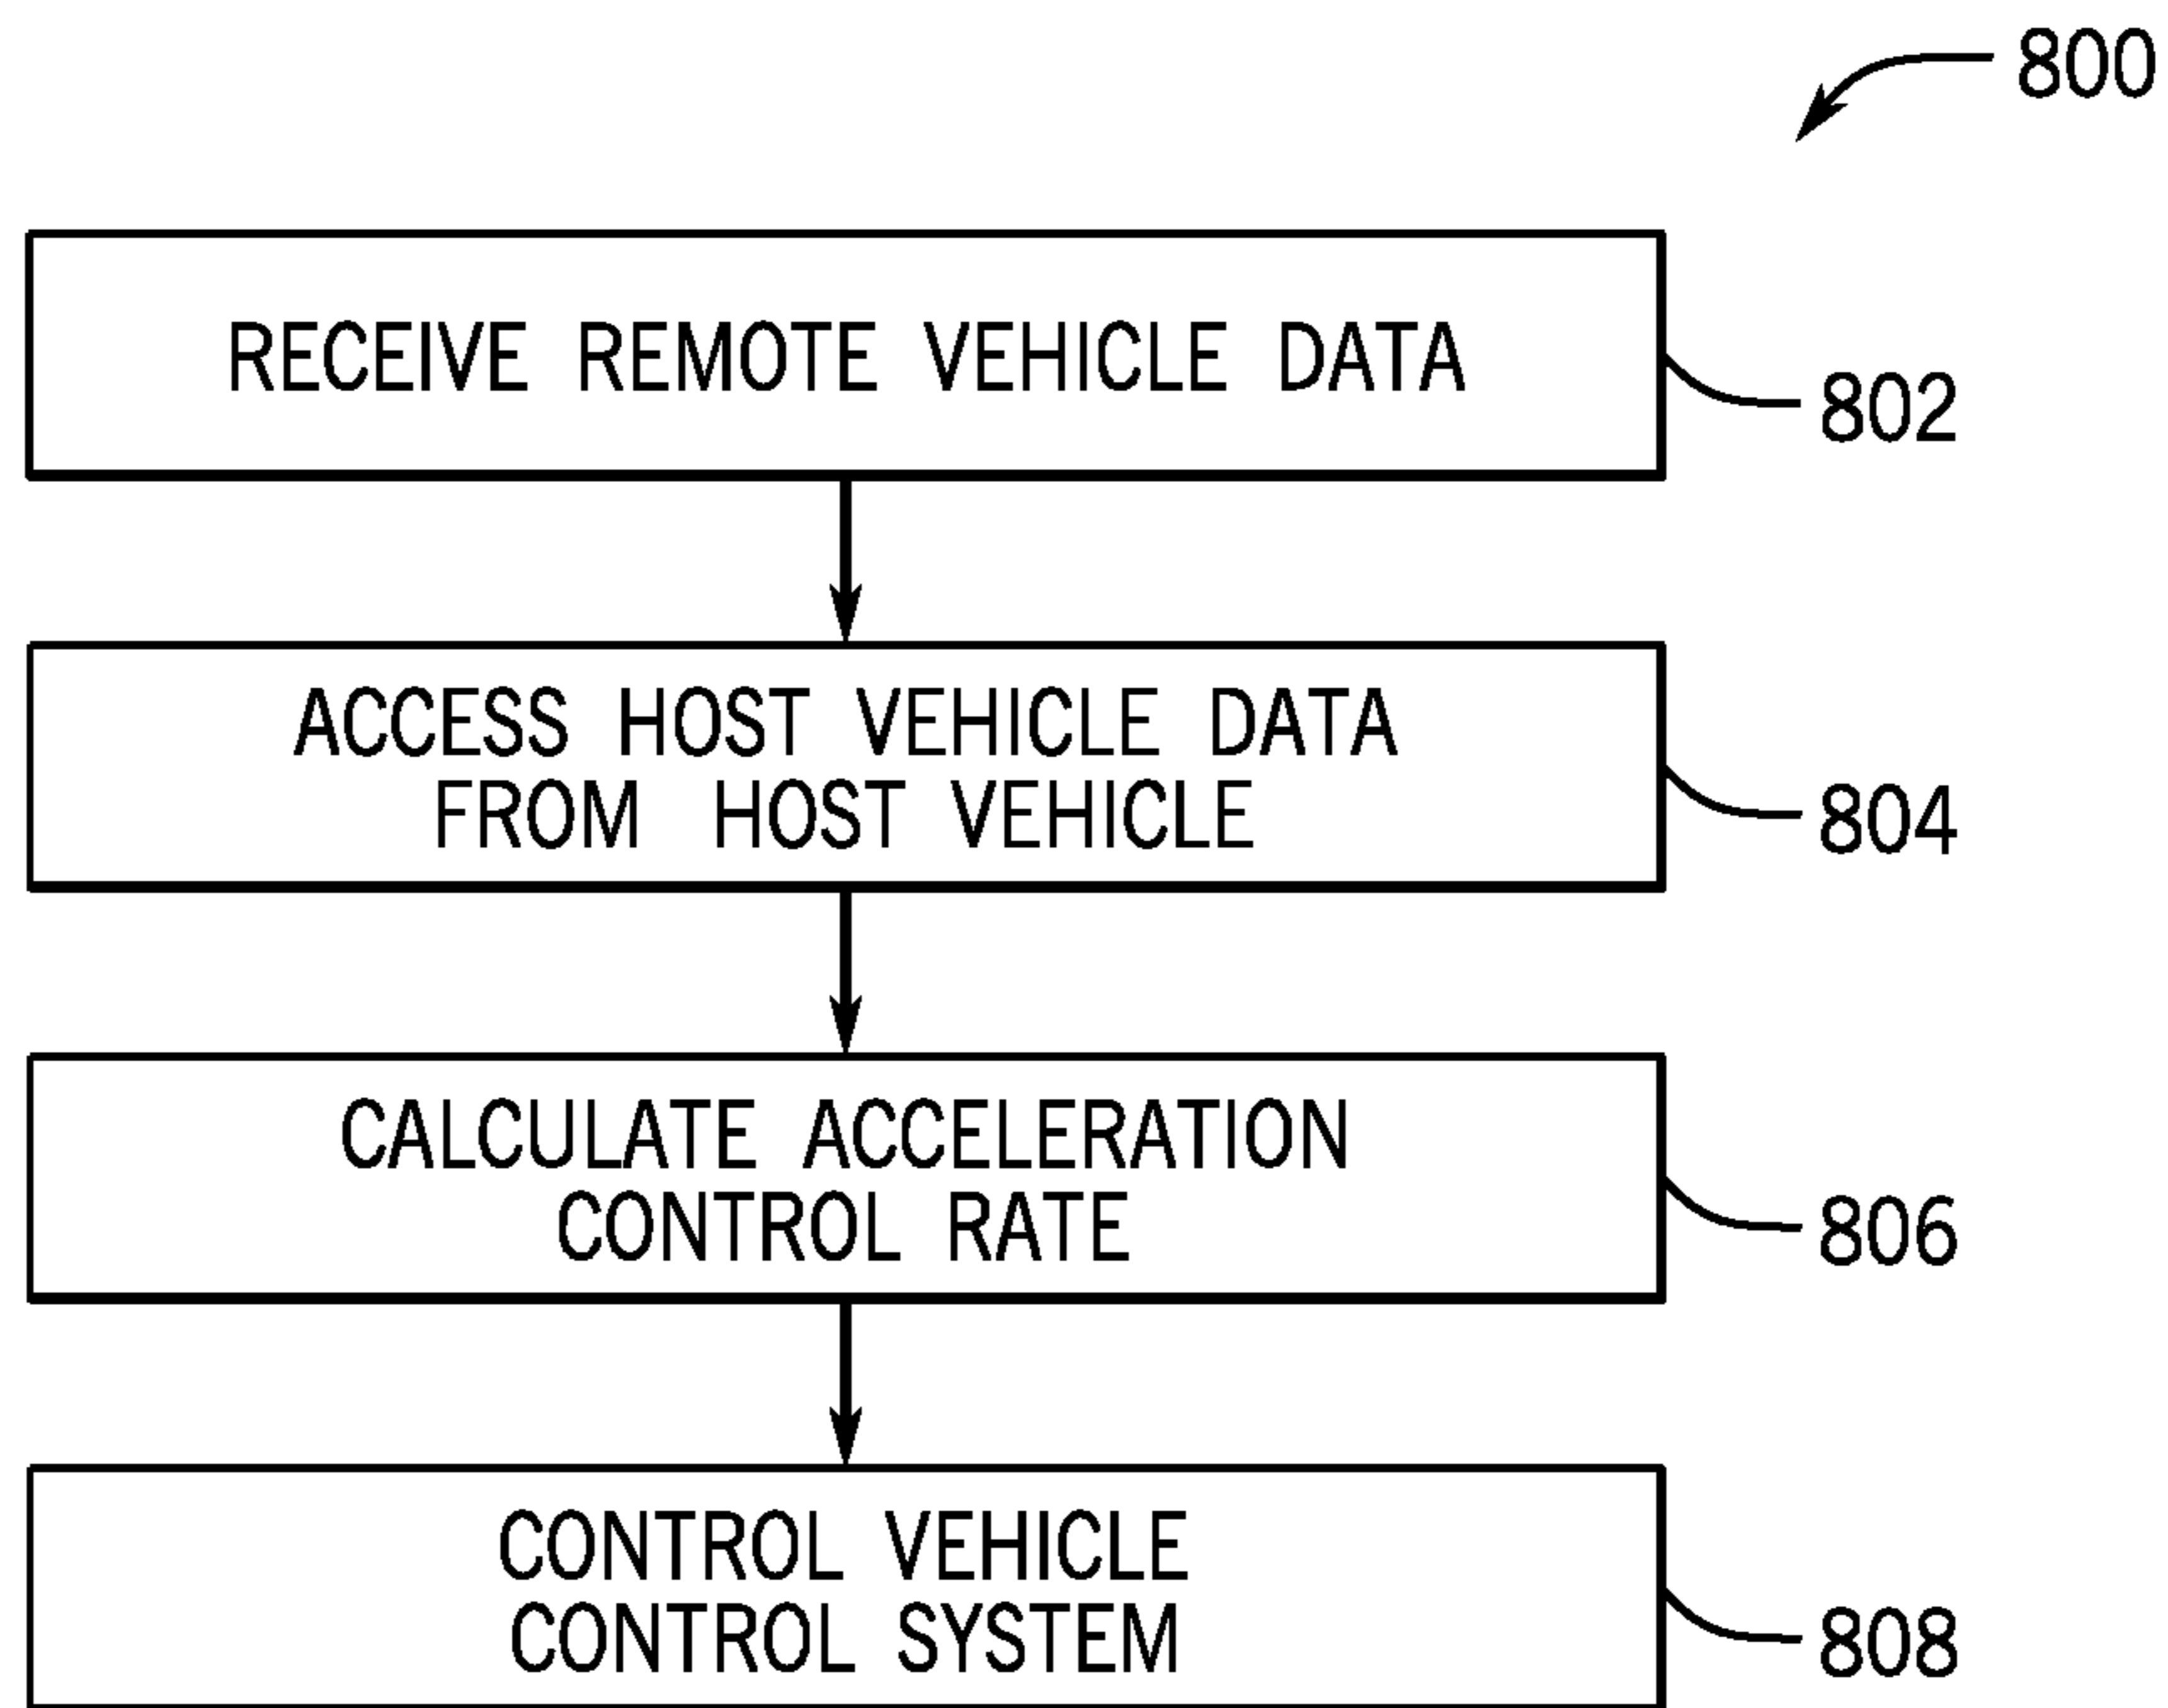 800
RECEIVE REMOTE VEHICLE DATA
802
ACCESS HOST VEHICLE DATA
FROM HOST VEHICLE
804
CALCULATE ACCELERATION
CONTROL RATE
806
CONTROL VEHICLE
CONTROL SYSTEM
808